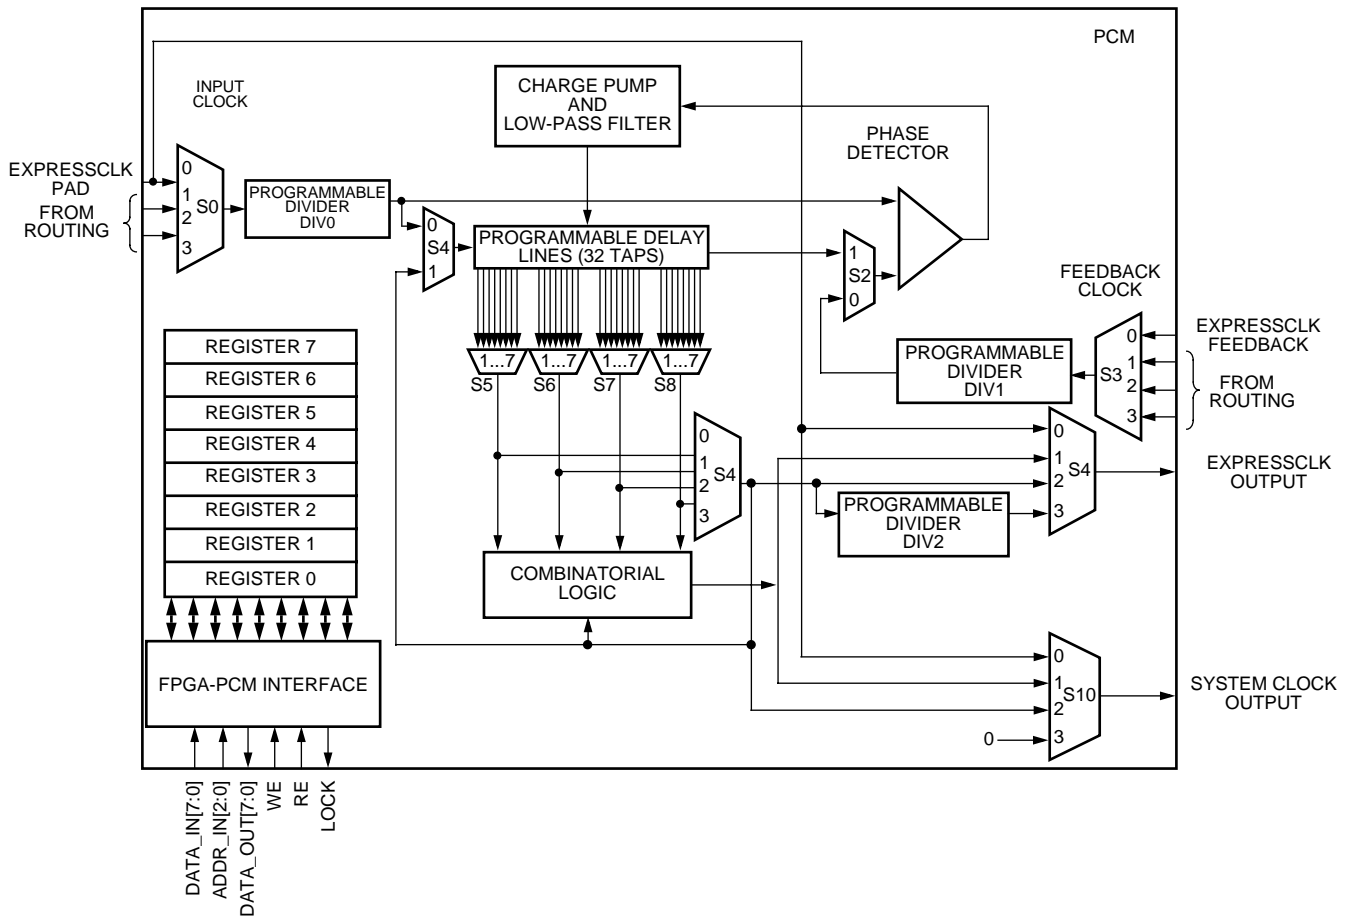 PCM
INPUT
CLOCK
CHARGE PUMP
AND
LOW-PASS FILTER
PHASE
DETECTOR
EXPRESSCLK
PAD
FROM
ROUTING
0
1
2
3
S0
PROGRAMMABLE
DIVIDER
DIV0
0
S4
1
PROGRAMMABLE DELAY
LINES (32 TAPS)
1
S2
0
FEEDBACK
CLOCK
EXPRESSCLK
FEEDBACK
FROM
ROUTING
0
1
S3
2
3
PROGRAMMABLE
DIVIDER
DIV1
REGISTER 7
REGISTER 6
REGISTER 5
REGISTER 4
REGISTER 3
REGISTER 2
REGISTER 1
REGISTER 0
1...7
1...7
1...7
1...7
S5
S6
S7
S8
0
1
S4
2
3
0
1
S4
2
3
EXPRESSCLK
OUTPUT
PROGRAMMABLE
DIVIDER
DIV2
COMBINATORIAL
LOGIC
FPGA-PCM INTERFACE
0
1
S10
2
0
3
SYSTEM CLOCK
OUTPUT
DATA_IN[7:0]
ADDR_IN[2:0]
DATA_OUT[7:0]
WE
RE
LOCK